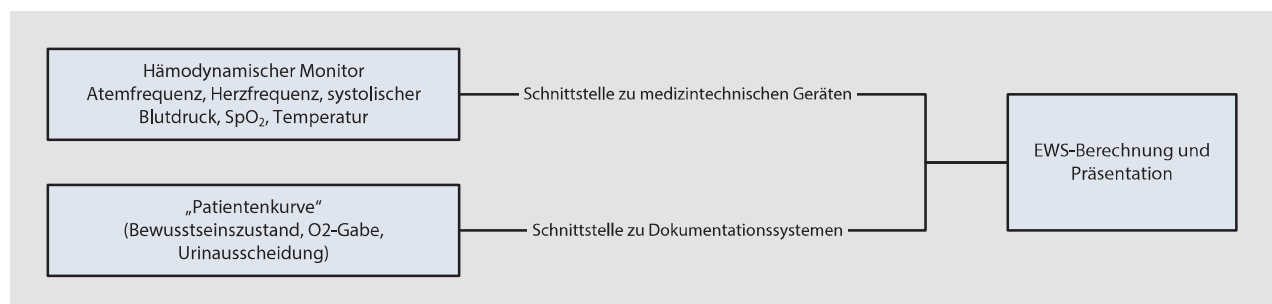 Hämodynamischer Monitor
Atemfrequenz, Herzfrequenz, systolischer
Blutdruck, SpO₂, Temperatur
Schnittstelle zu medizintechnischen Geräten
EWS-Berechnung und
Präsentation
„Patientenkurve“
(Bewusstseinszustand, O2-Gabe,
Urinausscheidung)
Schnittstelle zu Dokumentationssystemen